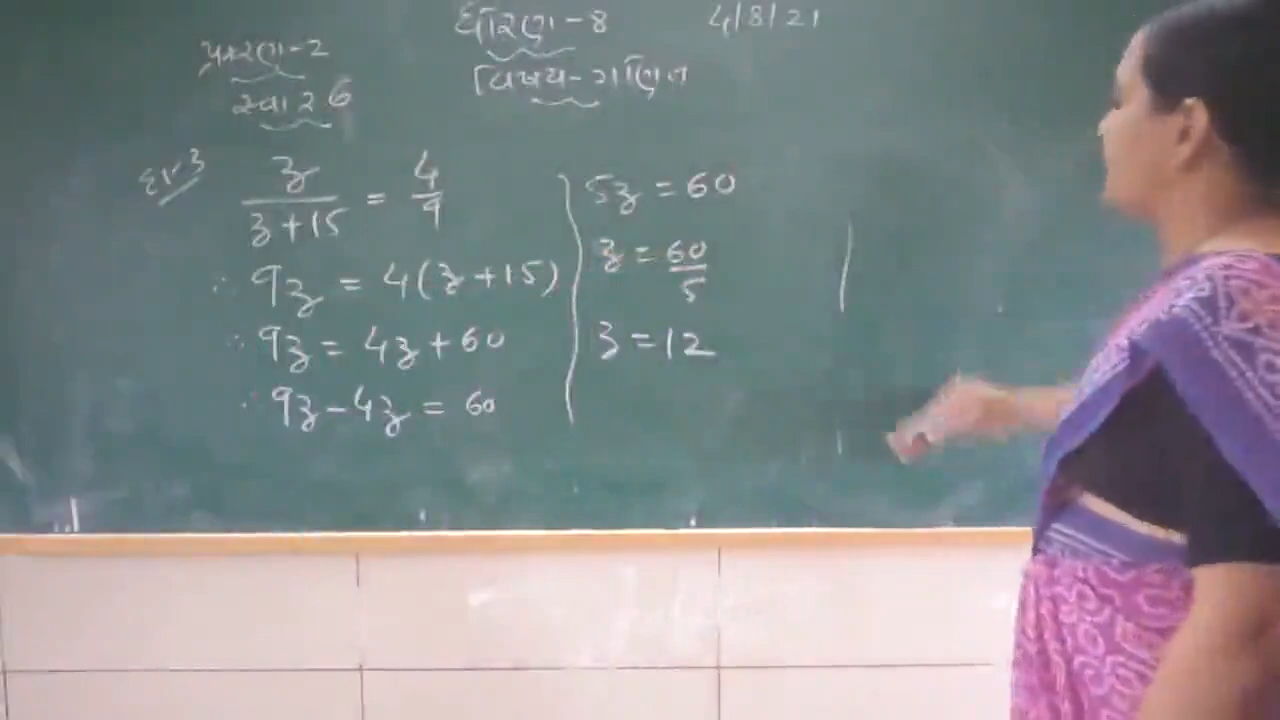 ધોરણ-8 4/8/21
પ્રકરણ-2
વિષય-ગણિત
સ્વા 2 6
દા 3
z/(z+15) = 4/9
∴ 9z = 4(z+15)
∴ 9z = 4z+60
∴ 9z-4z = 60
5z = 60
z = 60/5
z = 12